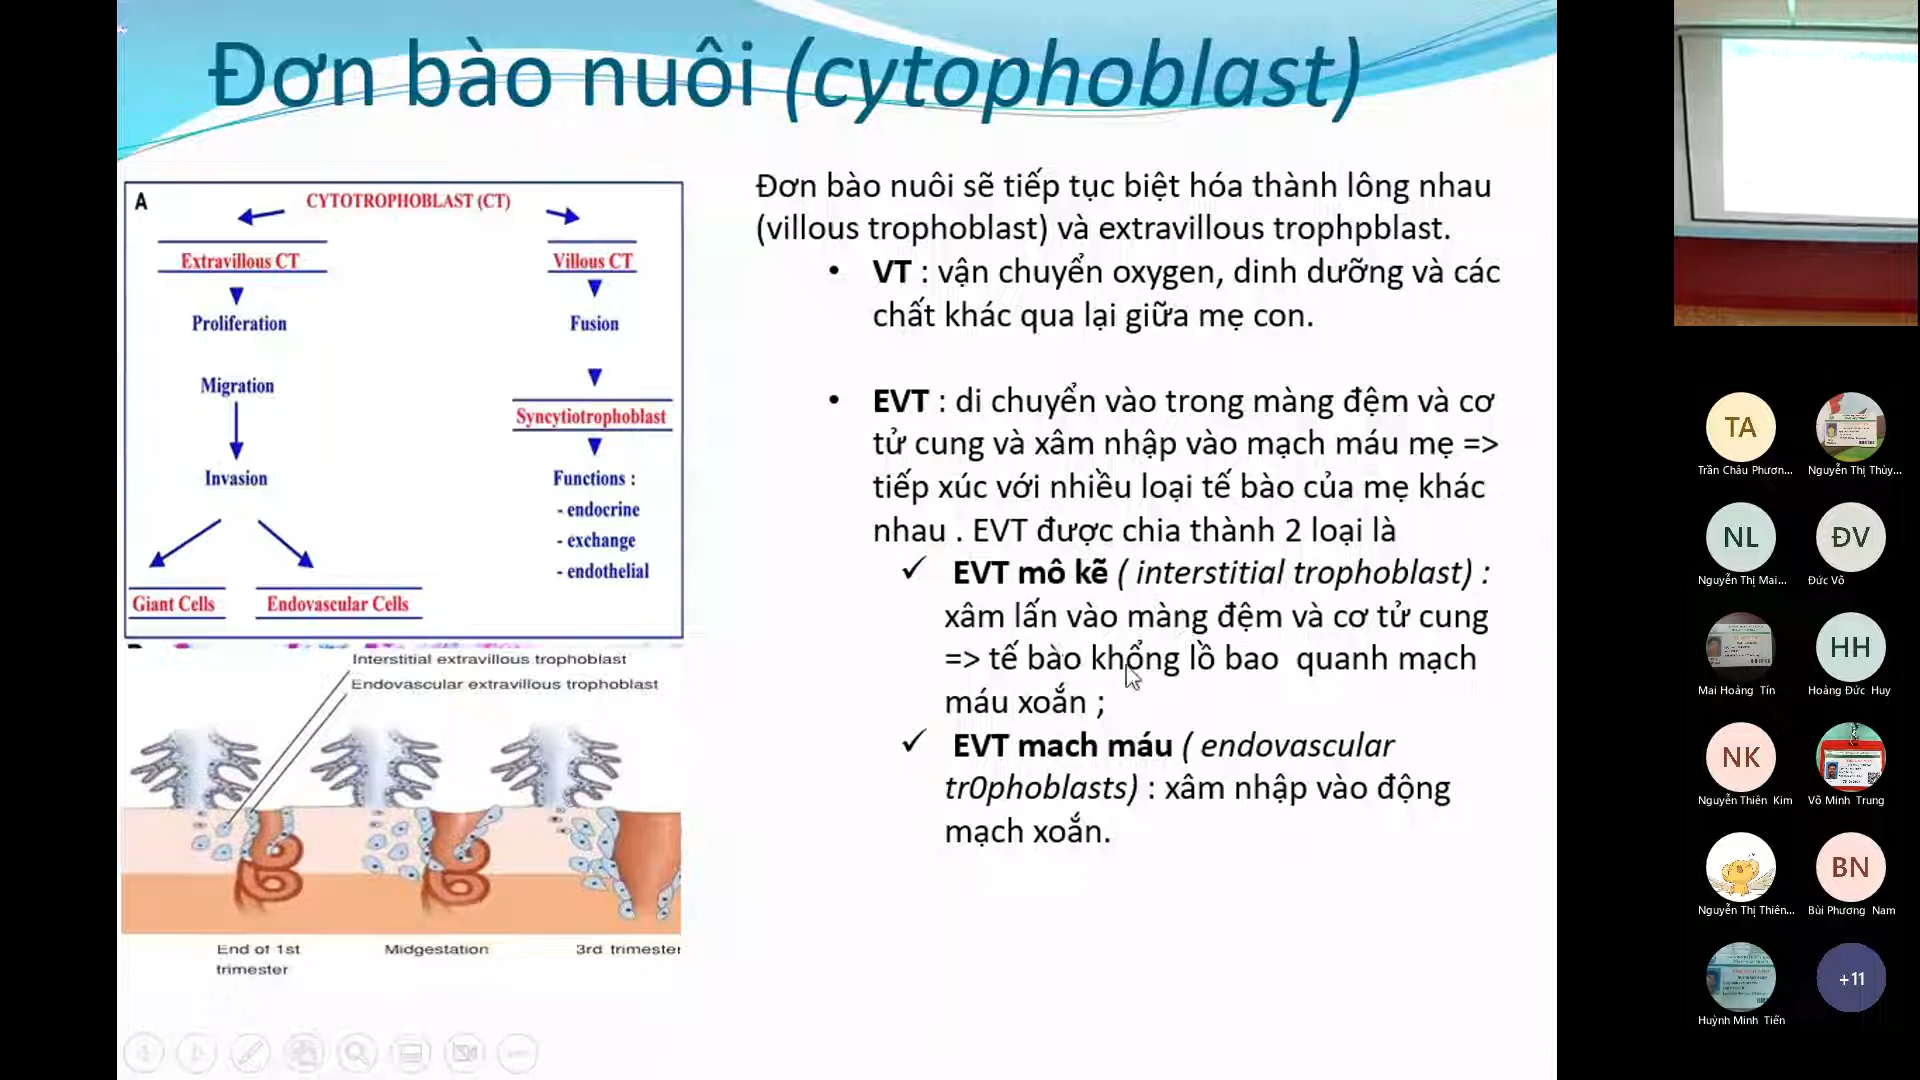 Đơn bào nuôi (cytophoblast)
A
CYTOTROPHOBLAST (CT)
Extravillous CT
Villous CT
Proliferation
Fusion
Migration
Syncytiotrophoblast
Invasion
Functions :
- endocrine
- exchange
- endothelial
Giant Cells
Endovascular Cells
Interstitial extravillous trophoblast
Endovascular extravillous trophoblast
End of 1st
trimester
Midgestation
3rd trimester
Đơn bào nuôi sẽ tiếp tục biệt hóa thành lông nhau
(villous trophoblast) và extravillous trophpblast.
• VT : vận chuyển oxygen, dinh dưỡng và các
chất khác qua lại giữa mẹ con.
• EVT : di chuyển vào trong màng đệm và cơ
tử cung và xâm nhập vào mạch máu mẹ =>
tiếp xúc với nhiều loại tế bào của mẹ khác
nhau . EVT được chia thành 2 loại là
✓ EVT mô kẽ ( interstitial trophoblast) :
xâm lấn vào màng đệm và cơ tử cung
=> tế bào khổng lồ bao quanh mạch
máu xoắn ;
✓ EVT mach máu ( endovascular
tr0phoblasts) : xâm nhập vào động
mạch xoắn.
TA
Trần Châu Phươn...
Nguyễn Thị Thùy...
NL
Nguyễn Thị Mai...
ĐV
Đức Võ
Mai Hoàng Tín
HH
Hoàng Đức Huy
NK
Nguyễn Thiên Kim
Võ Minh Trung
Nguyễn Thị Thiên...
BN
Bùi Phương Nam
Huỳnh Minh Tiến
+11